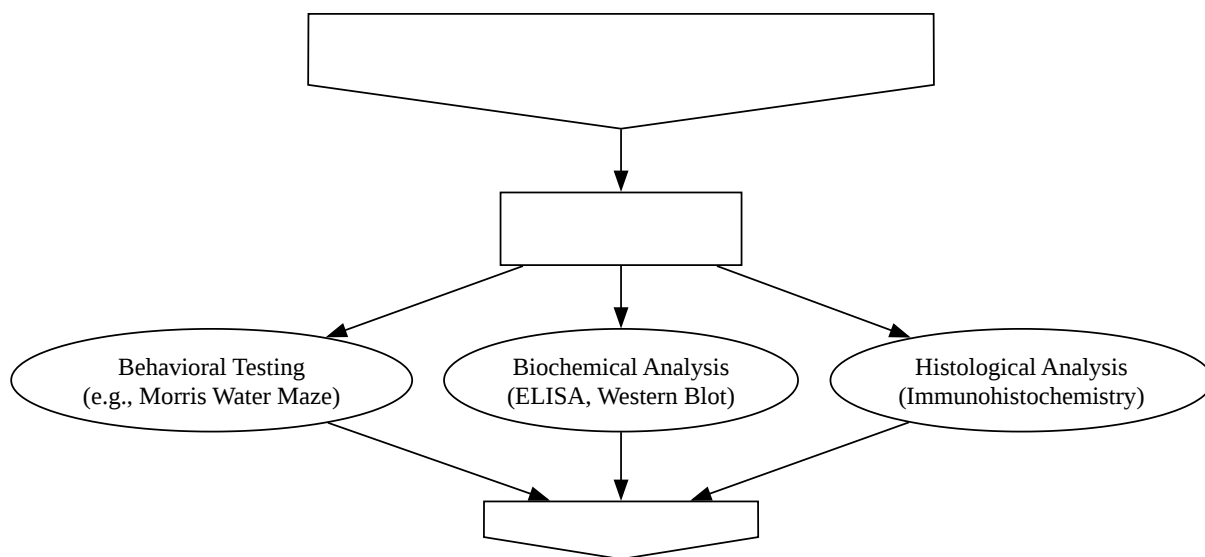 Behavioral Testing
(e.g., Morris Water Maze)
Biochemical Analysis
(ELISA, Western Blot)
Histological Analysis
(Immunohistochemistry)